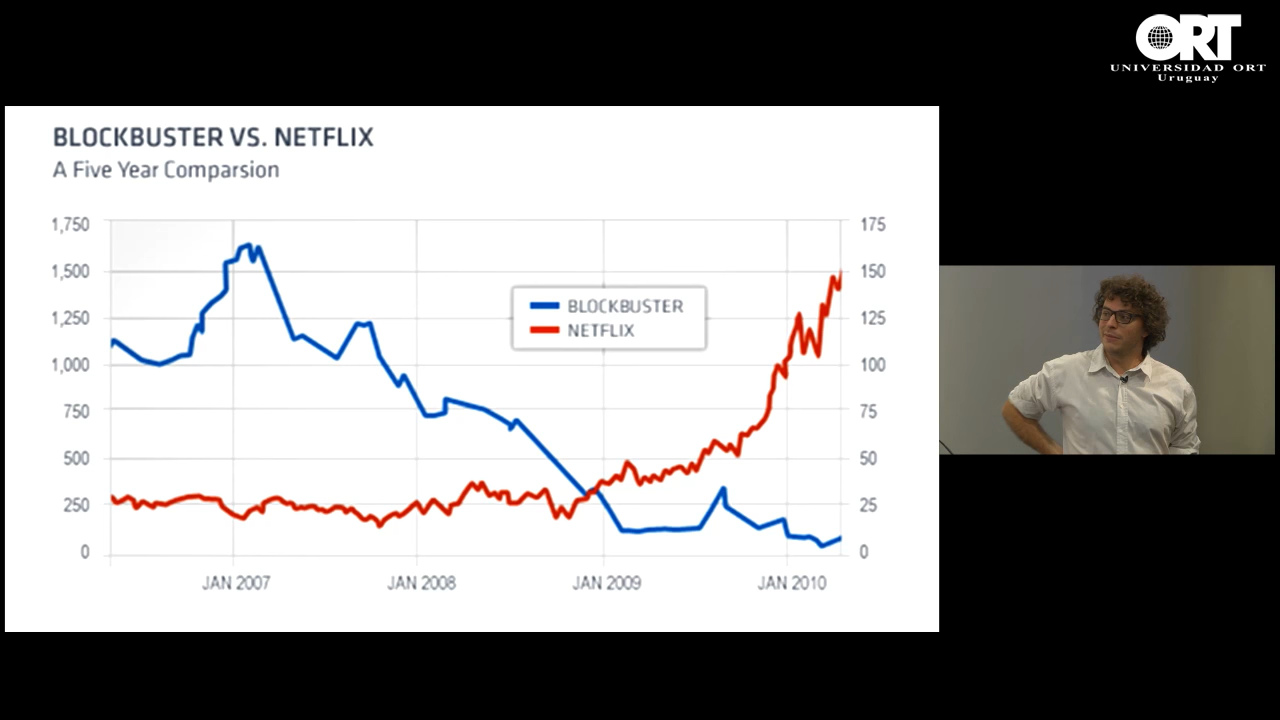 ORT
UNIVERSIDAD ORT
Uruguay
BLOCKBUSTER VS. NETFLIX
A Five Year Comparsion
1,750
175
1,500
150
1,250
125
1,000
100
750
75
500
50
250
25
0
0
BLOCKBUSTER
NETFLIX
JAN 2007
JAN 2008
JAN 2009
JAN 2010